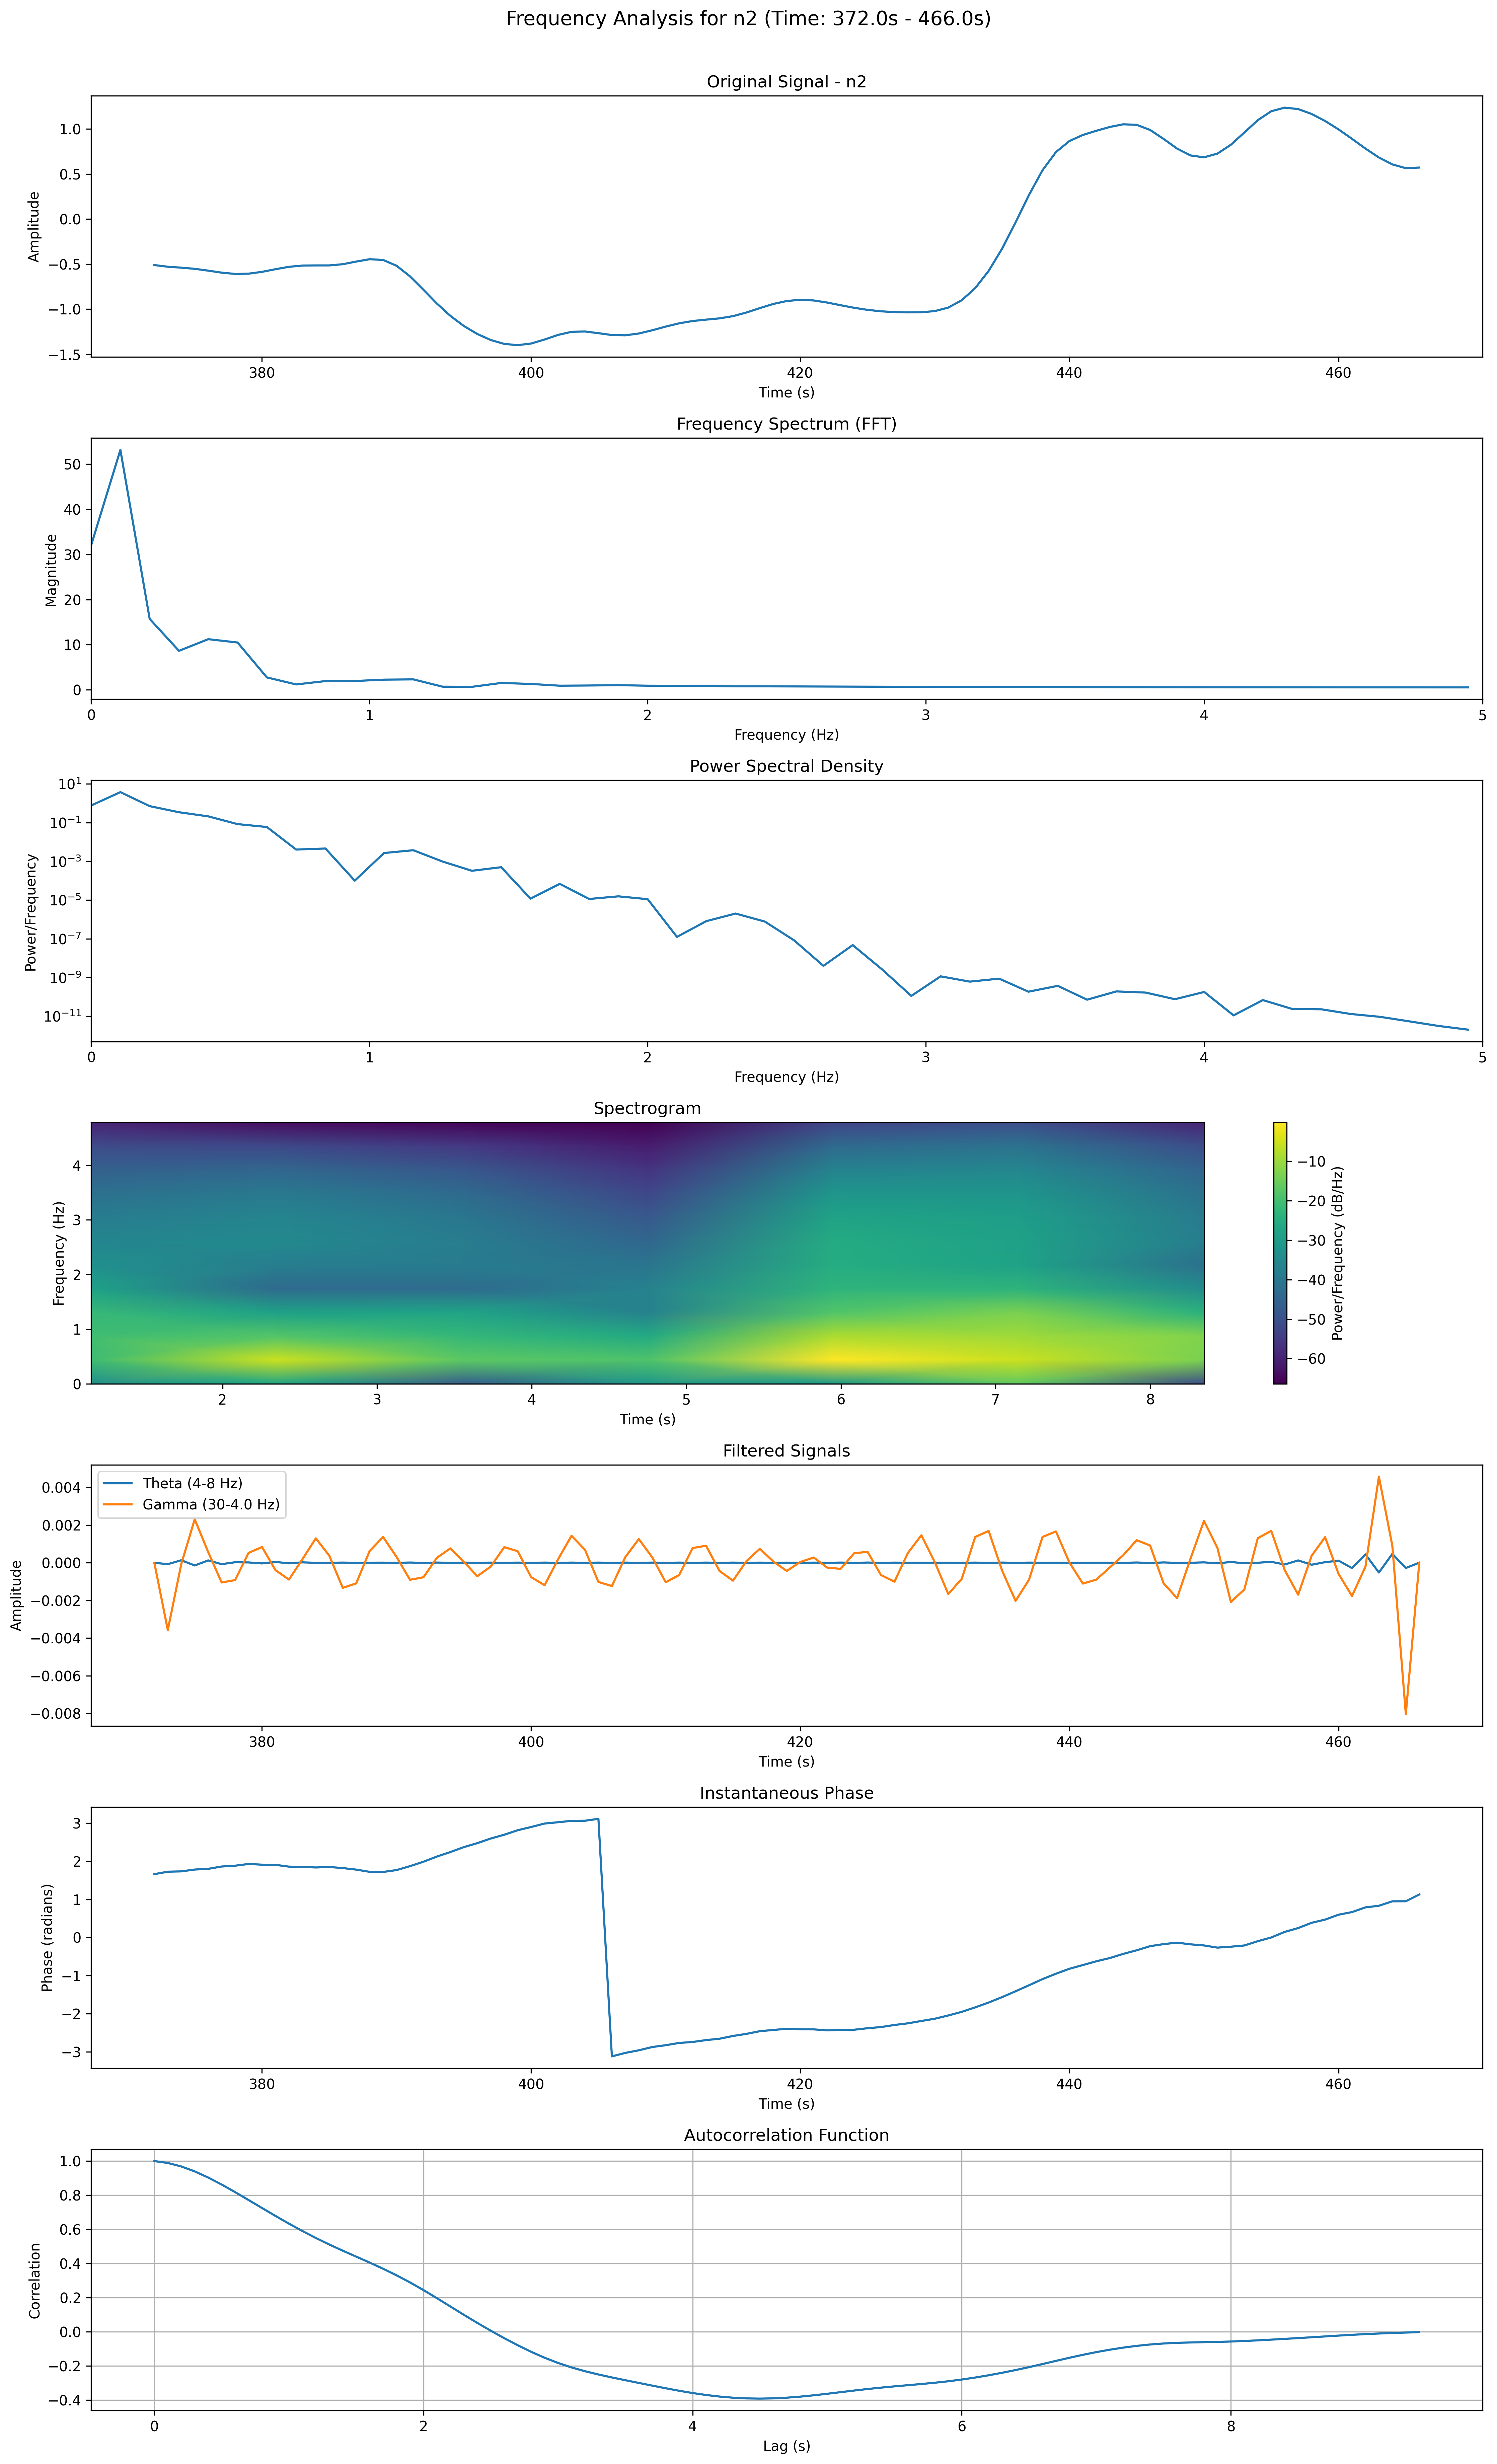 Frequency Analysis for n2 (Time: 372.0s - 466.0s)
Original Signal - n2
Amplitude
1.0
0.5
0.0
−0.5
−1.0
−1.5
380 400 420 440 460
Time (s)
Frequency Spectrum (FFT)
Magnitude
50
40
30
20
10
0
0 1 2 3 4 5
Frequency (Hz)
Power Spectral Density
Power/Frequency
10¹
10⁻¹
10⁻³
10⁻⁵
10⁻⁷
10⁻⁹
10⁻¹¹
0 1 2 3 4 5
Frequency (Hz)
Spectrogram
Frequency (Hz)
4
3
2
1
0
2 3 4 5 6 7 8
Time (s)
−10
−20
−30
−40
−50
−60
Power/Frequency (dB/Hz)
Filtered Signals
Theta (4-8 Hz)
Gamma (30-4.0 Hz)
Amplitude
0.004
0.002
0.000
−0.002
−0.004
−0.006
−0.008
380 400 420 440 460
Time (s)
Instantaneous Phase
Phase (radians)
3
2
1
0
−1
−2
−3
380 400 420 440 460
Time (s)
Autocorrelation Function
Correlation
1.0
0.8
0.6
0.4
0.2
0.0
−0.2
−0.4
0 2 4 6 8
Lag (s)